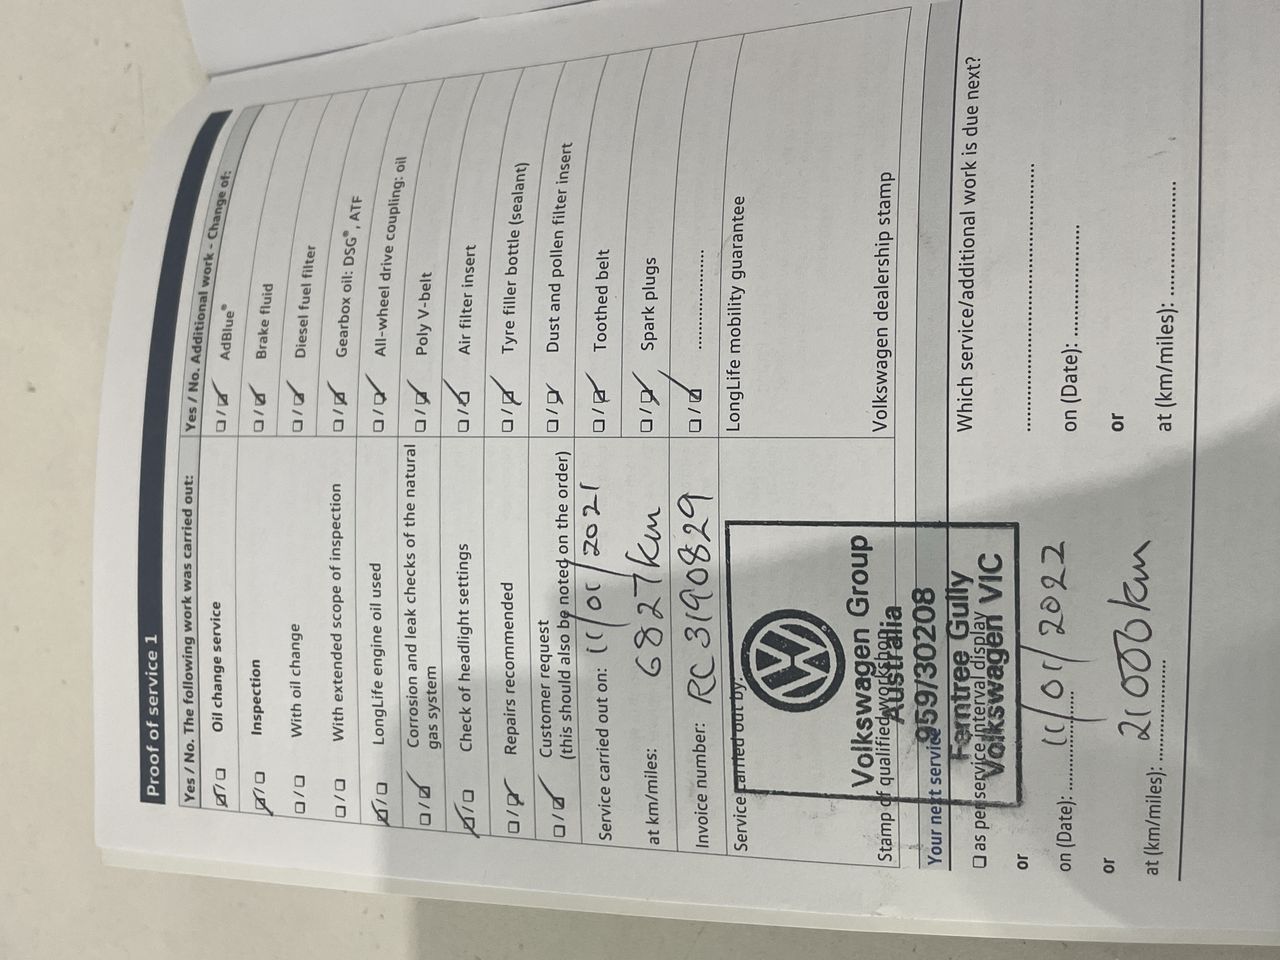 Proof of service 1
Yes / No. The following work was carried out:
Oil change service
Inspection
With oil change
With extended scope of inspection
LongLife engine oil used
Corrosion and leak checks of the natural
gas system
Check of headlight settings
Repairs recommended
Customer request
(this should also be noted on the order)
Service carried out on: 11/01/2021
at km/miles: 6827km
Invoice number: RC3190829
Service carried out by:
Volkswagen Group
Australia
959/30208
Ferntree Gully
Volkswagen VIC
Stamp of qualified workshop
Yes / No. Additional work - Change of:
AdBlue®
Brake fluid
Diesel fuel filter
Gearbox oil: DSG®, ATF
All-wheel drive coupling: oil
Poly V-belt
Air filter insert
Tyre filler bottle (sealant)
Dust and pollen filter insert
Toothed belt
Spark plugs
LongLife mobility guarantee
Volkswagen dealership stamp
Your next service
as per service interval display
or
on (Date): 11/01/2022
or
at (km/miles): 21000km
Which service/additional work is due next?
on (Date):
or
at (km/miles):